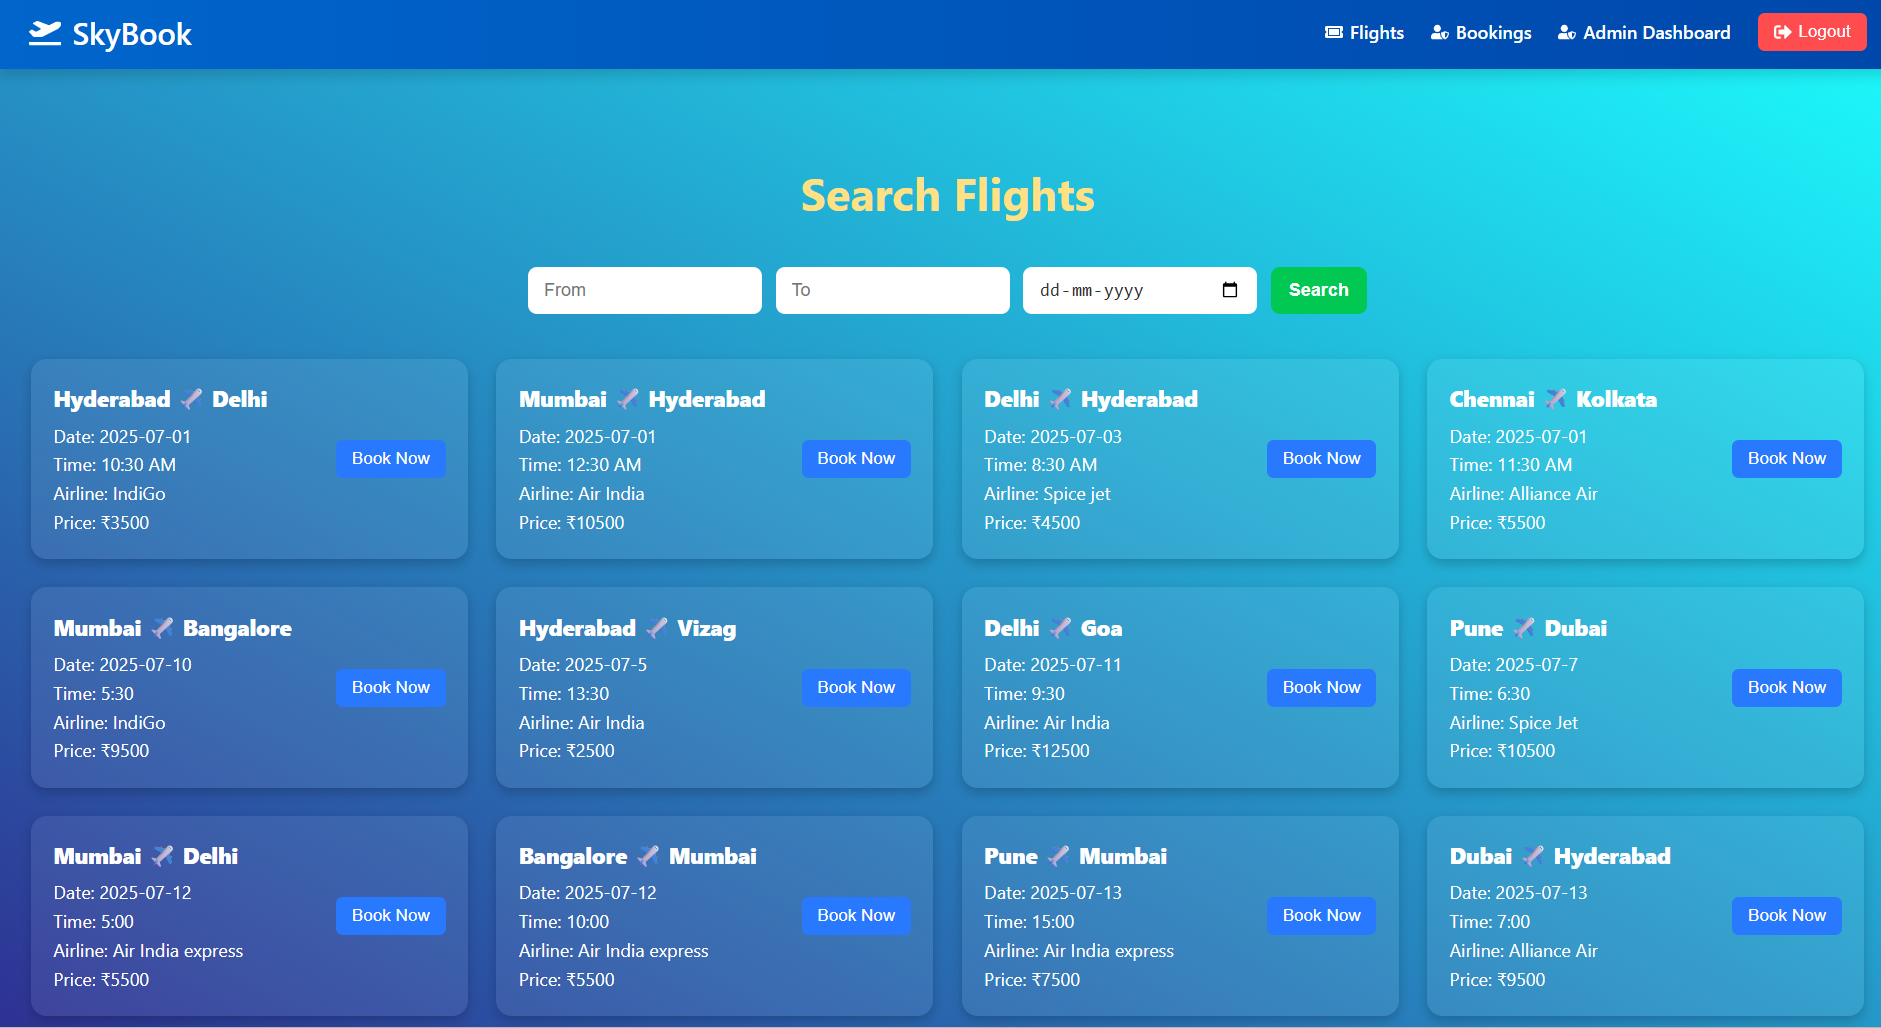 SkyBook
Flights
Bookings
Admin Dashboard
Logout
Search Flights
From
To
dd-mm-yyyy
Search
Hyderabad ✈️ Delhi
Date: 2025-07-01
Time: 10:30 AM
Airline: IndiGo
Price: ₹3500
Book Now
Mumbai ✈️ Hyderabad
Date: 2025-07-01
Time: 12:30 AM
Airline: Air India
Price: ₹10500
Book Now
Delhi ✈️ Hyderabad
Date: 2025-07-03
Time: 8:30 AM
Airline: Spice jet
Price: ₹4500
Book Now
Chennai ✈️ Kolkata
Date: 2025-07-01
Time: 11:30 AM
Airline: Alliance Air
Price: ₹5500
Book Now
Mumbai ✈️ Bangalore
Date: 2025-07-10
Time: 5:30
Airline: IndiGo
Price: ₹9500
Book Now
Hyderabad ✈️ Vizag
Date: 2025-07-5
Time: 13:30
Airline: Air India
Price: ₹2500
Book Now
Delhi ✈️ Goa
Date: 2025-07-11
Time: 9:30
Airline: Air India
Price: ₹12500
Book Now
Pune ✈️ Dubai
Date: 2025-07-7
Time: 6:30
Airline: Spice Jet
Price: ₹10500
Book Now
Mumbai ✈️ Delhi
Date: 2025-07-12
Time: 5:00
Airline: Air India express
Price: ₹5500
Book Now
Bangalore ✈️ Mumbai
Date: 2025-07-12
Time: 10:00
Airline: Air India express
Price: ₹5500
Book Now
Pune ✈️ Mumbai
Date: 2025-07-13
Time: 15:00
Airline: Air India express
Price: ₹7500
Book Now
Dubai ✈️ Hyderabad
Date: 2025-07-13
Time: 7:00
Airline: Alliance Air
Price: ₹9500
Book Now